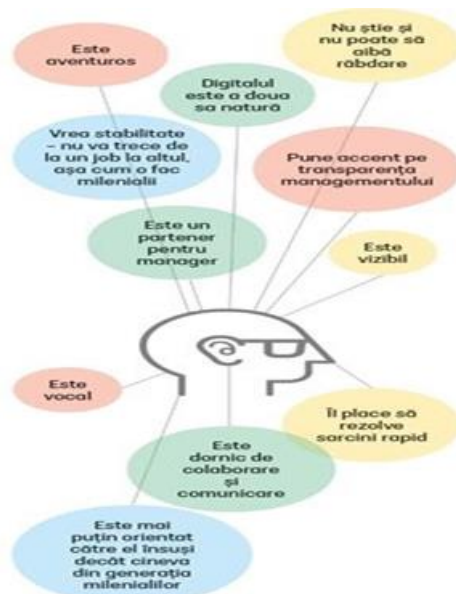 Este
aventuros
Nu știe și
nu poate să
aibă
răbdare
Digitalul
este a doua
sa natură
Vrea stabilitate
– nu va trece de
la un job la altul,
așa cum o fac
milenialii
Pune accent pe
transparența
managementului
Este un
partener
pentru
manager
Este
vizibil
Este
vocal
Îi place să
rezolve
sarcini rapid
Este
dornic de
colaborare
și
comunicare
Este mai
puțin orientat
către el însuși
decât cineva
din generația
milenialilor